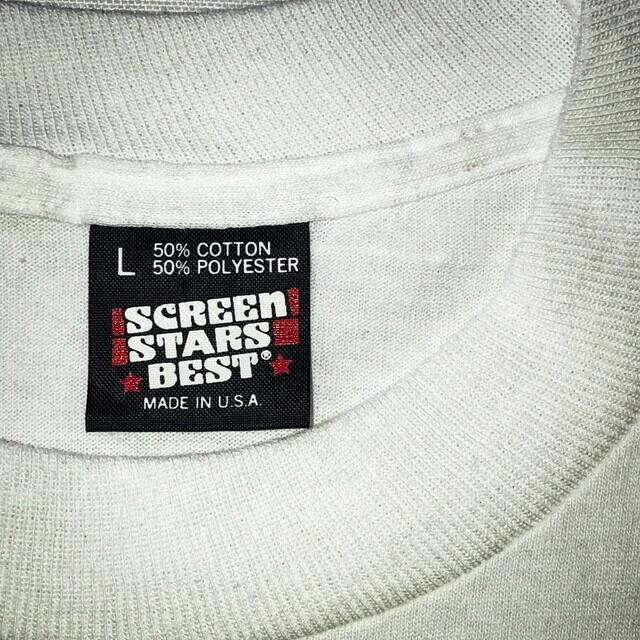 L 50% COTTON
50% POLYESTER
SCREEN
STARS
BEST®
MADE IN U.S.A.